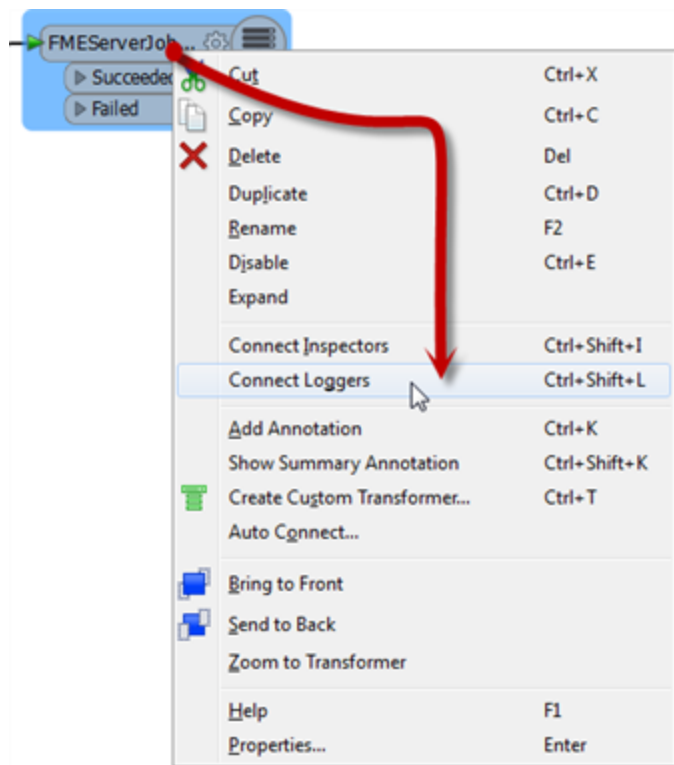 FMEServerJob...
Succeeded
Failed
Cut Ctrl+X
Copy Ctrl+C
Delete Del
Duplicate Ctrl+D
Rename F2
Disable Ctrl+E
Expand
Connect Inspectors Ctrl+Shift+I
Connect Loggers Ctrl+Shift+L
Add Annotation Ctrl+K
Show Summary Annotation Ctrl+Shift+K
Create Custom Transformer... Ctrl+T
Auto Connect...
Bring to Front
Send to Back
Zoom to Transformer
Help F1
Properties... Enter